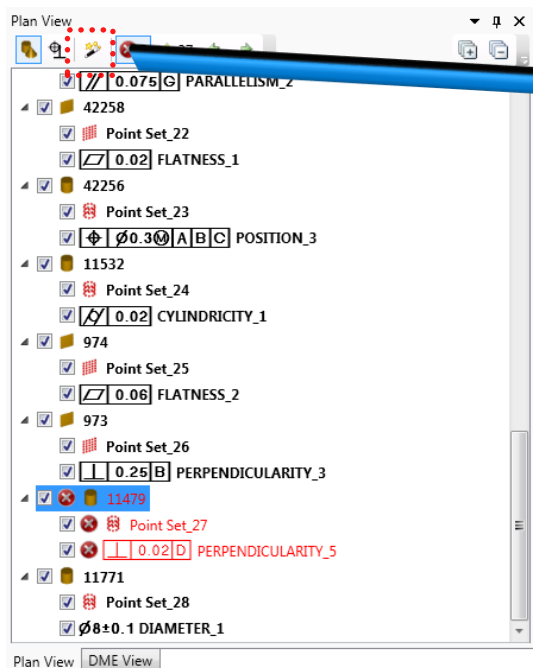 Plan View
0.075 G PARALLELISM_2
42258
Point Set_22
0.02 FLATNESS_1
42256
Point Set_23
⌖ Ø0.3Ⓜ A B C POSITION_3
11532
Point Set_24
0.02 CYLINDRICITY_1
974
Point Set_25
0.06 FLATNESS_2
973
Point Set_26
⊥ 0.25 B PERPENDICULARITY_3
11479
Point Set_27
⊥ 0.02 D PERPENDICULARITY_5
11771
Point Set_28
Ø8±0.1 DIAMETER_1
Plan View DME View